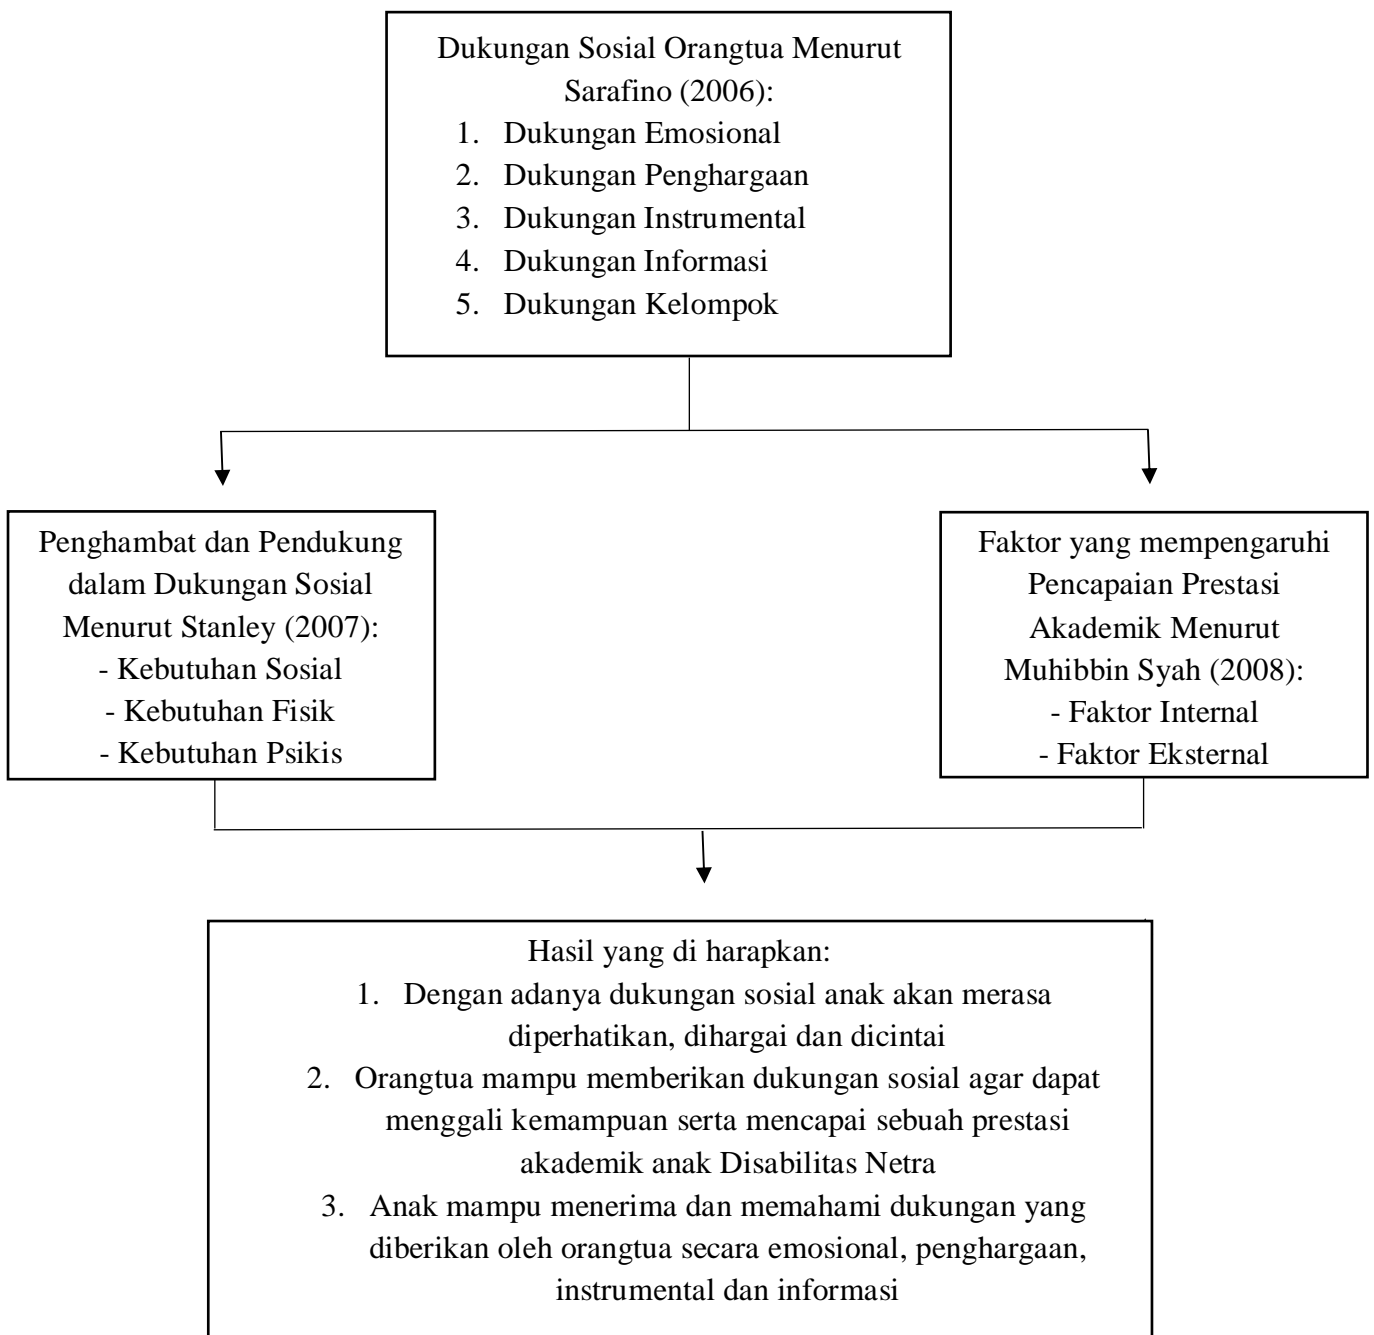 Dukungan Sosial Orangtua Menurut
Sarafino (2006):
1. Dukungan Emosional
2. Dukungan Penghargaan
3. Dukungan Instrumental
4. Dukungan Informasi
5. Dukungan Kelompok
Penghambat dan Pendukung
dalam Dukungan Sosial
Menurut Stanley (2007):
- Kebutuhan Sosial
- Kebutuhan Fisik
- Kebutuhan Psikis
Faktor yang mempengaruhi
Pencapaian Prestasi
Akademik Menurut
Muhibbin Syah (2008):
- Faktor Internal
- Faktor Eksternal
Hasil yang di harapkan:
1. Dengan adanya dukungan sosial anak akan merasa
diperhatikan, dihargai dan dicintai
2. Orangtua mampu memberikan dukungan sosial agar dapat
menggali kemampuan serta mencapai sebuah prestasi
akademik anak Disabilitas Netra
3. Anak mampu menerima dan memahami dukungan yang
diberikan oleh orangtua secara emosional, penghargaan,
instrumental dan informasi